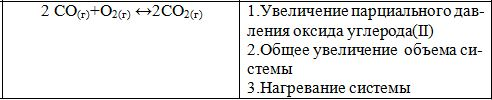 2 CO(г)+O2(г) ↔2CO2(г)
1.Увеличение парциального дав-
ления оксида углерода(II)
2.Общее увеличение объема си-
стемы
3.Нагревание системы